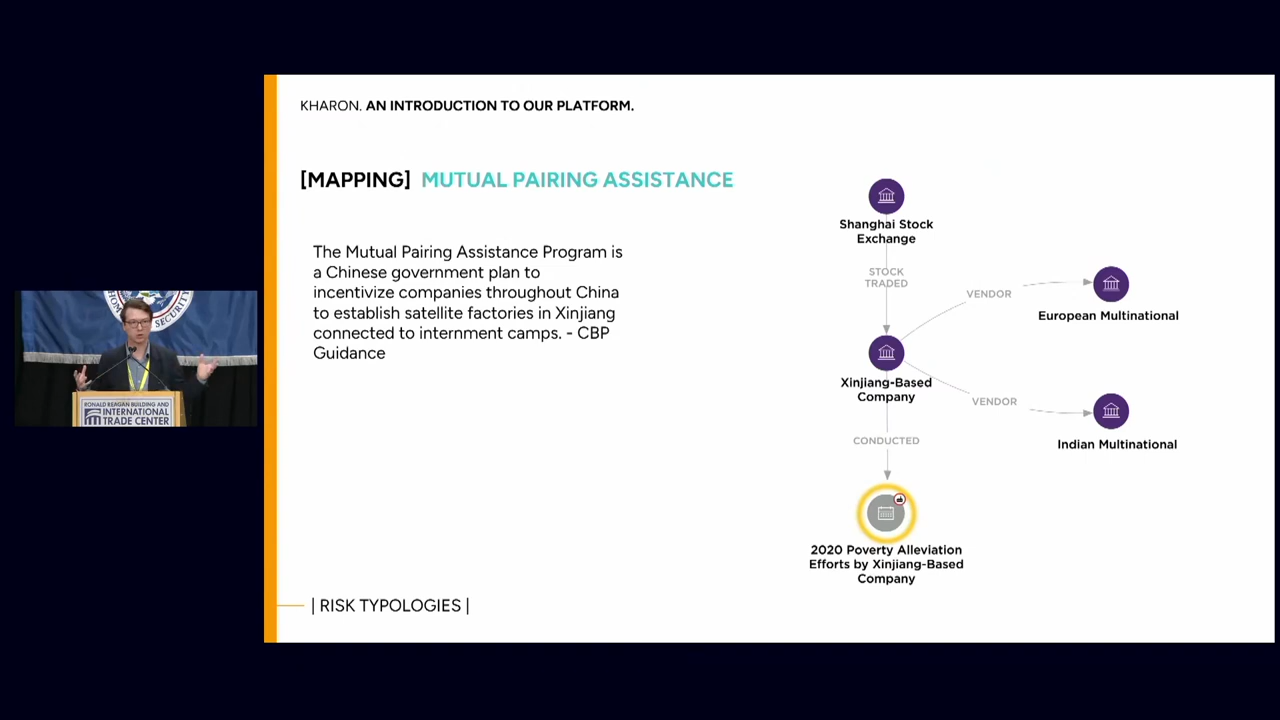 KHARON. AN INTRODUCTION TO OUR PLATFORM.
[MAPPING] MUTUAL PAIRING ASSISTANCE
The Mutual Pairing Assistance Program is
a Chinese government plan to
incentivize companies throughout China
to establish satellite factories in Xinjiang
connected to internment camps. - CBP
Guidance
Shanghai Stock
Exchange
STOCK
TRADED
VENDOR
European Multinational
Xinjiang-Based
Company
VENDOR
Indian Multinational
CONDUCTED
2020 Poverty Alleviation
Efforts by Xinjiang-Based
Company
| RISK TYPOLOGIES |
SECURITY
RONALD REAGAN BUILDING AND
INTERNATIONAL
TRADE CENTER